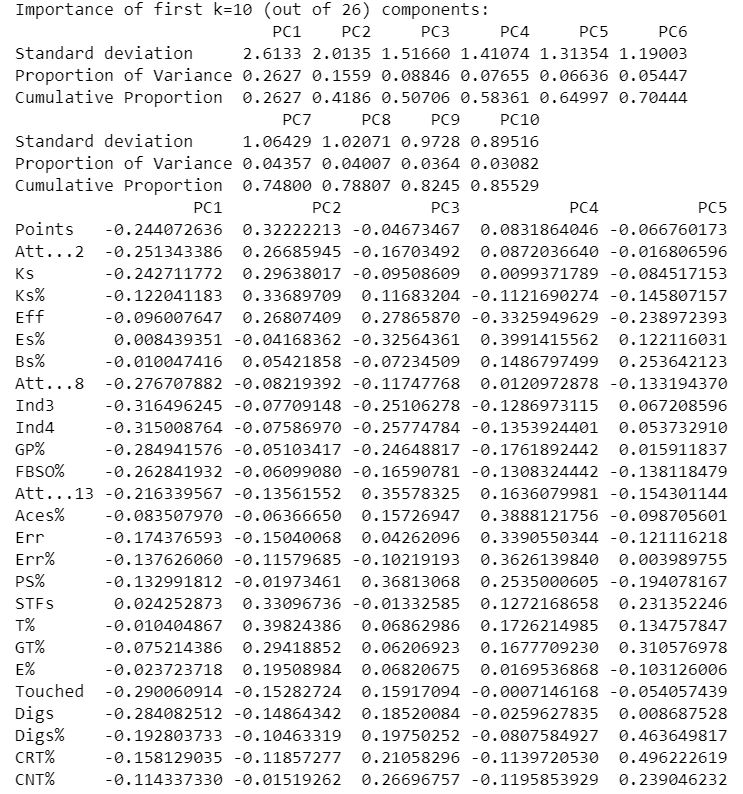 Importance of first k=10 (out of 26) components:
PC1 PC2 PC3 PC4 PC5 PC6
Standard deviation 2.6133 2.0135 1.51660 1.41074 1.31354 1.19003
Proportion of Variance 0.2627 0.1559 0.08846 0.07655 0.06636 0.05447
Cumulative Proportion 0.2627 0.4186 0.50706 0.58361 0.64997 0.70444
PC7 PC8 PC9 PC10
Standard deviation 1.06429 1.02071 0.9728 0.89516
Proportion of Variance 0.04357 0.04007 0.0364 0.03082
Cumulative Proportion 0.74800 0.78807 0.8245 0.85529
PC1 PC2 PC3 PC4 PC5
Points -0.244072636 0.32222213 -0.04673467 0.0831864046 -0.066760173
Att...2 -0.251343386 0.26685945 -0.16703492 0.0872036640 -0.016806596
Ks -0.242711772 0.29638017 -0.09508609 0.0099371789 -0.084517153
Ks% -0.122041183 0.33689709 0.11683204 -0.1121690274 -0.145807157
Eff -0.096007647 0.26807409 0.27865870 -0.3325949629 -0.238972393
Es% 0.008439351 -0.04168362 -0.32564361 0.3991415562 0.122116031
Bs% -0.010047416 0.05421858 -0.07234509 0.1486797499 0.253642123
Att...8 -0.276707882 -0.08219392 -0.11747768 0.0120972878 -0.133194370
Ind3 -0.316496245 -0.07709148 -0.25106278 -0.1286973115 0.067208596
Ind4 -0.315008764 -0.07586970 -0.25774784 -0.1353924401 0.053732910
GP% -0.284941576 -0.05103417 -0.24648817 -0.1761892442 0.015911837
FBSO% -0.262841932 -0.06099080 -0.16590781 -0.1308324442 -0.138118479
Att...13 -0.216339567 -0.13561552 0.35578325 0.1636079981 -0.154301144
Aces% -0.083507970 -0.06366650 0.15726947 0.3888121756 -0.098705601
Err -0.174376593 -0.15040068 0.04262096 0.3390550344 -0.121116218
Err% -0.137626060 -0.11579685 -0.10219193 0.3626139840 0.003989755
PS% -0.132991812 -0.01973461 0.36813068 0.2535000605 -0.194078167
STFs 0.024252873 0.33096736 -0.01332585 0.1272168658 0.231352246
T% -0.010404867 0.39824386 0.06862986 0.1726214985 0.134757847
GT% -0.075214386 0.29418852 0.06206923 0.1677709230 0.310576978
E% -0.023723718 0.19508984 0.06820675 0.0169536868 -0.103126006
Touched -0.290060914 -0.15282724 0.15917094 -0.0007146168 -0.054057439
Digs -0.284082512 -0.14864342 0.18520084 -0.0259627835 0.008687528
Digs% -0.192803733 -0.10463319 0.19750252 -0.0807584927 0.463649817
CRT% -0.158129035 -0.11857277 0.21058296 -0.1139720530 0.496222619
CNT% -0.114337330 -0.01519262 0.26696757 -0.1195853929 0.239046232